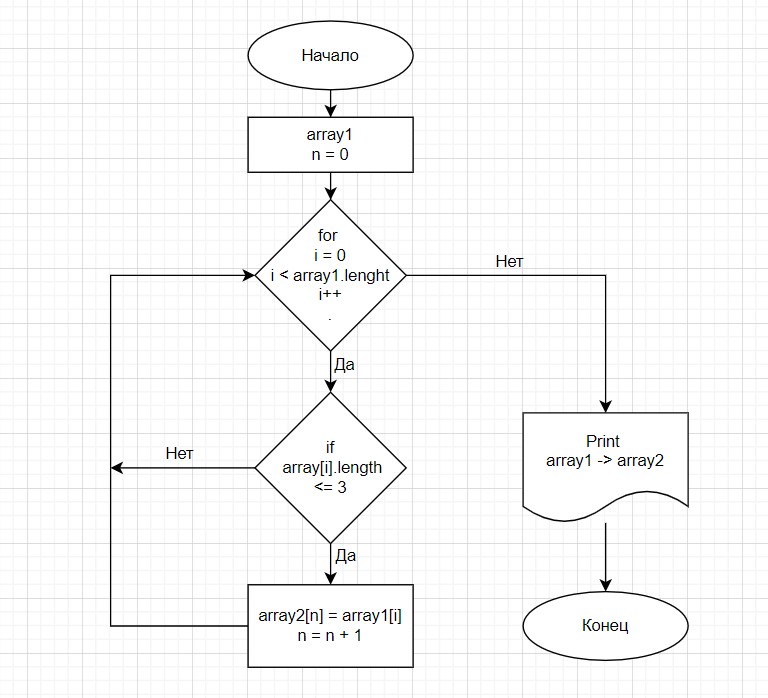 Начало
array1
n = 0
for
i = 0
i < array1.lenght
i++
.
Нет
Да
if
array[i].length
<= 3
Нет
Да
array2[n] = array1[i]
n = n + 1
Print
array1 -> array2
Конец